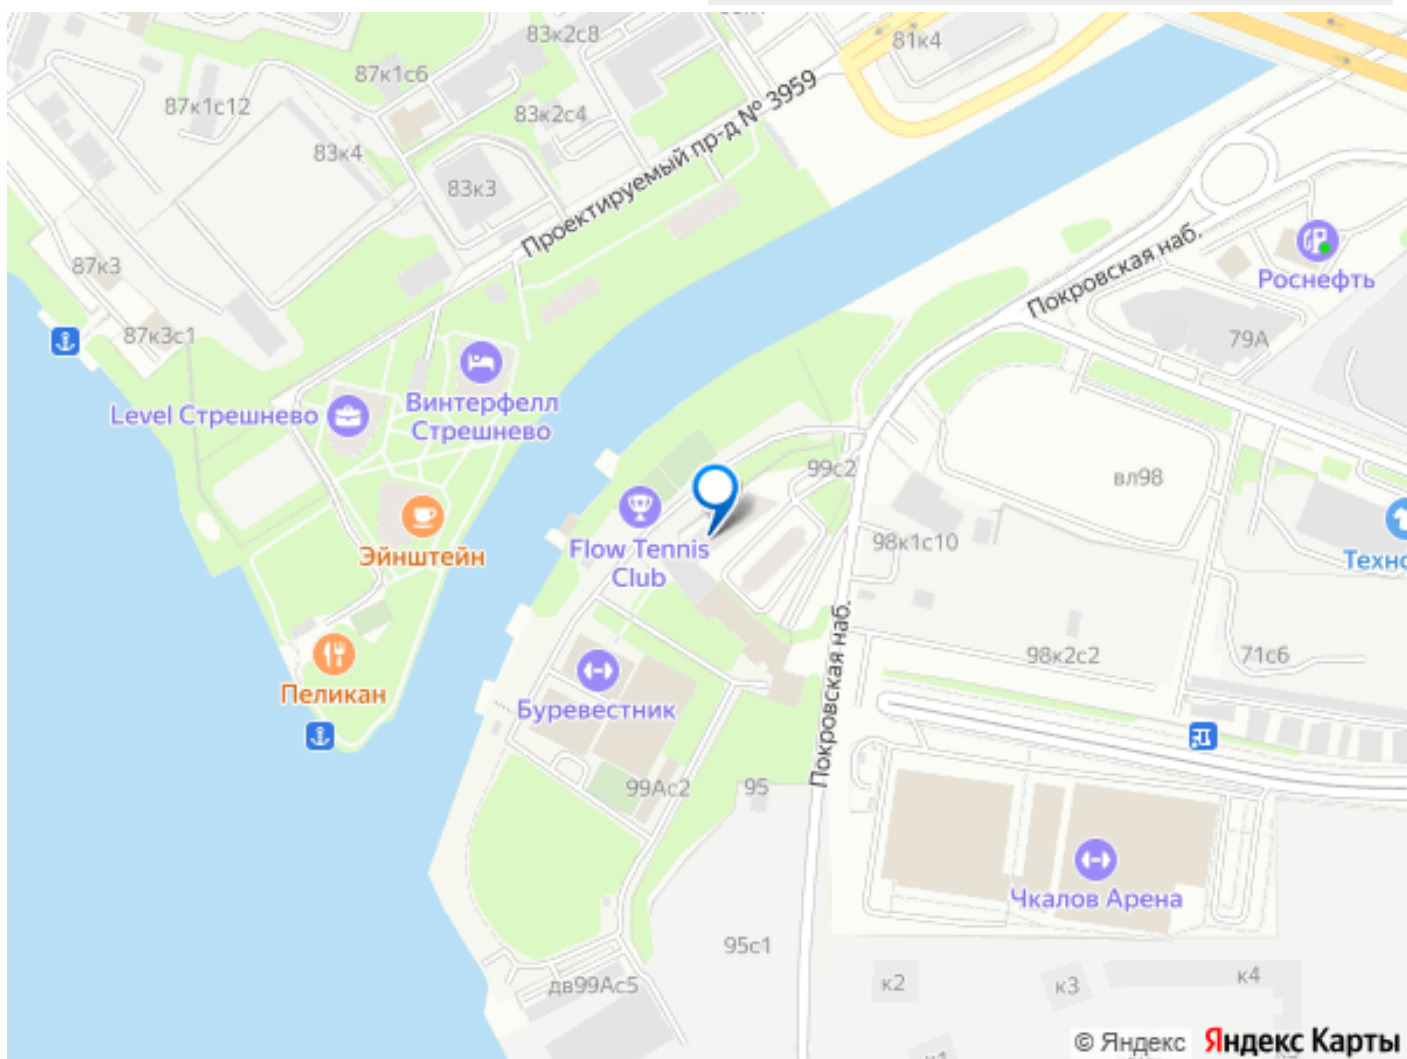 83к2с8
81к4
87к1с6
87к1с12
83к2с4
Проектируемый пр-д № 3959
83к4
83к3
Покровская наб.
87к3
Роснефть
87к3с1
79А
Винтерфелл
Стрешнево
Level Стрешнево
99с2
вл98
Эйнштейн
Flow Tennis
Club
98к1с10
Техно
Покровская наб.
98к2с2
71с6
Пеликан
Буревестник
99Ас2
95
Чкалов Арена
95с1
дв99Ас5
к2
к3
к4
© Яндекс Яндекс Карты